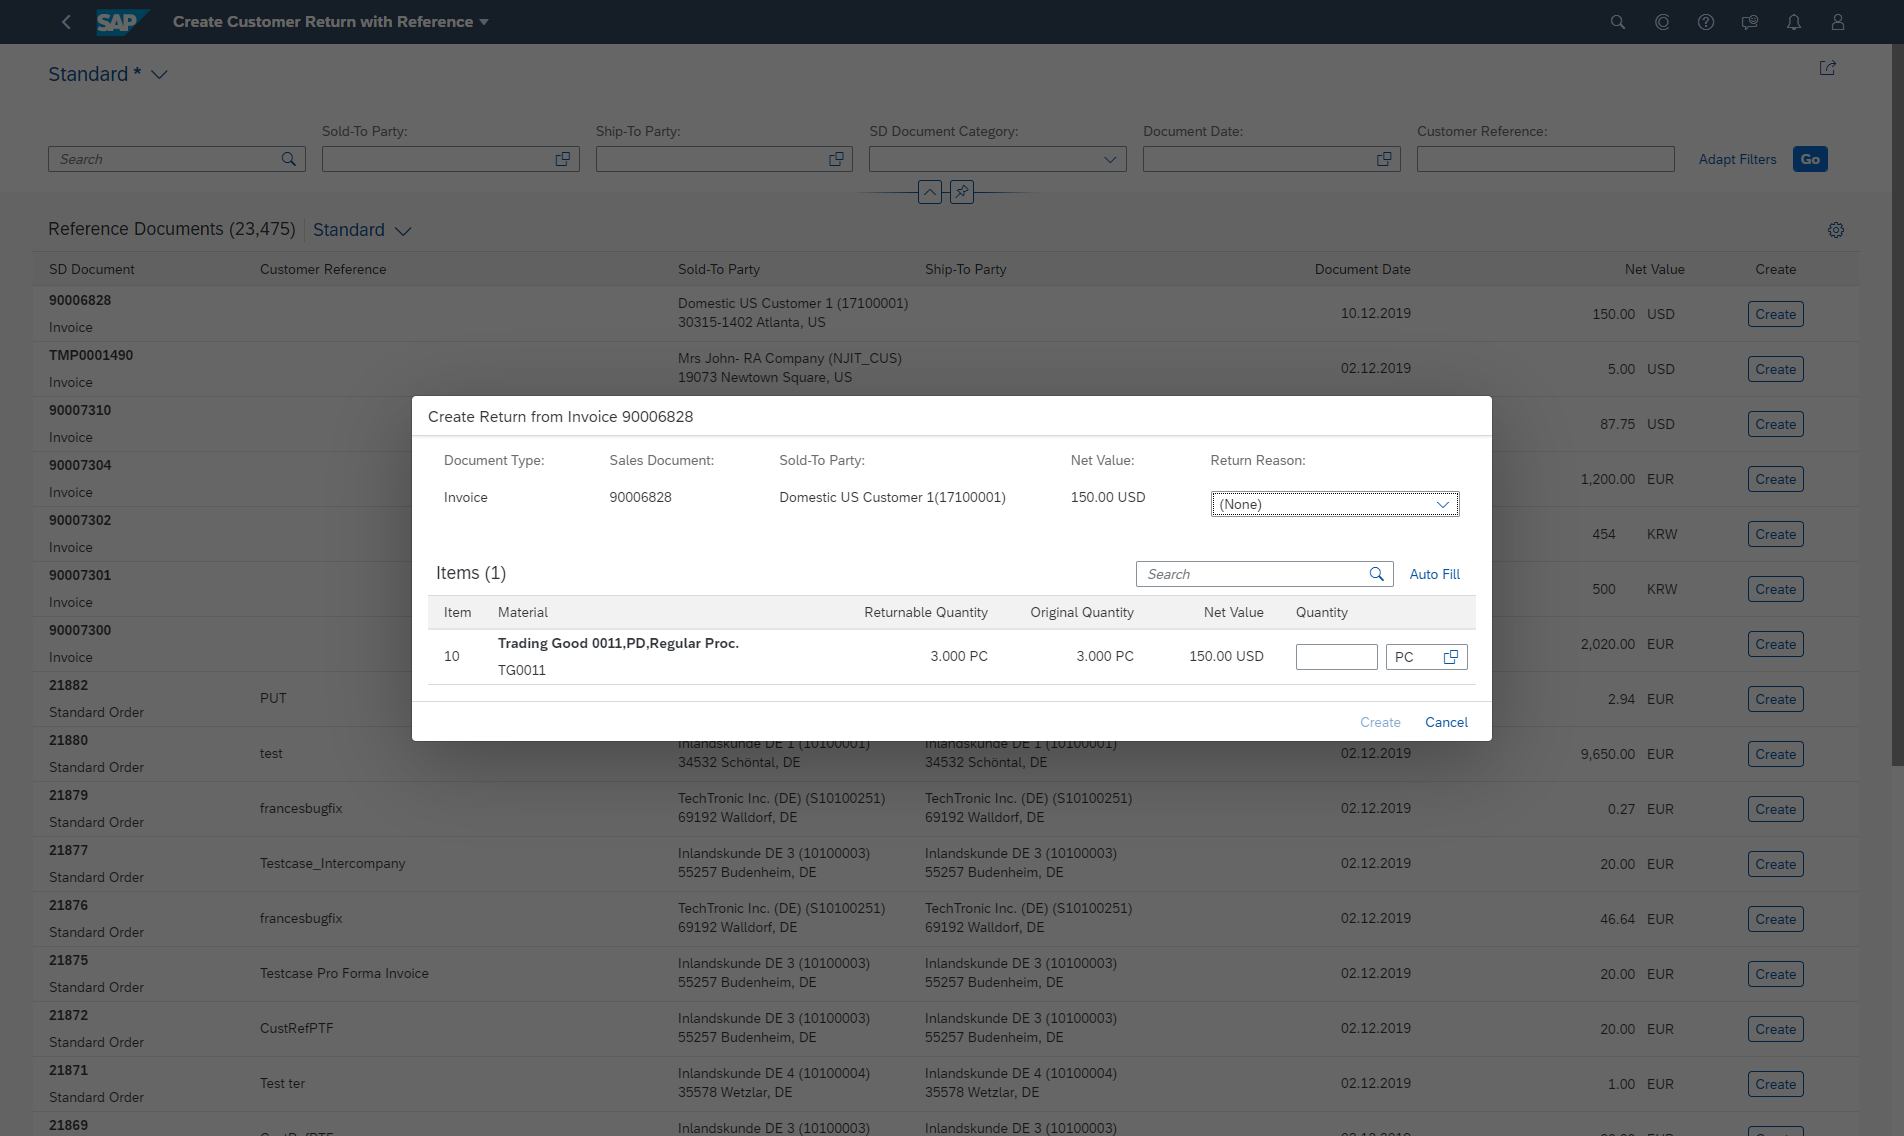 SAP Create Customer Return with Reference
Standard *
Sold-To Party: Ship-To Party: SD Document Category: Document Date: Customer Reference:
Search Adapt Filters Go
Reference Documents (23,475) Standard
SD Document Customer Reference Sold-To Party Ship-To Party Document Date Net Value Create
90006828
Invoice
Domestic US Customer 1 (17100001)
30315-1402 Atlanta, US
10.12.2019 150.00 USD Create
TMP0001490
Invoice
Mrs John- RA Company (NJIT_CUS)
19073 Newtown Square, US
02.12.2019 5.00 USD Create
90007310
Invoice
87.75 USD Create
90007304
Invoice
1,200.00 EUR Create
90007302
Invoice
454 KRW Create
90007301
Invoice
500 KRW Create
90007300
Invoice
2,020.00 EUR Create
21882
Standard Order
PUT
2.94 EUR Create
Create Return from Invoice 90006828
Document Type: Sales Document: Sold-To Party: Net Value: Return Reason:
Invoice 90006828 Domestic US Customer 1(17100001) 150.00 USD (None)
Items (1) Search Auto Fill
Item Material Returnable Quantity Original Quantity Net Value Quantity
Trading Good 0011,PD,Regular Proc.
10 3.000 PC 3.000 PC 150.00 USD PC
TG0011
Create Cancel
21880
Standard Order
test
Inlandskunde DE 1 (10100001)
34532 Schöntal, DE
Inlandskunde DE 1 (10100001)
34532 Schöntal, DE
02.12.2019 9,650.00 EUR Create
21879
Standard Order
francesbugfix
TechTronic Inc. (DE) (S10100251)
69192 Walldorf, DE
TechTronic Inc. (DE) (S10100251)
69192 Walldorf, DE
02.12.2019 0.27 EUR Create
21877
Standard Order
Testcase_Intercompany
Inlandskunde DE 3 (10100003)
55257 Budenheim, DE
Inlandskunde DE 3 (10100003)
55257 Budenheim, DE
02.12.2019 20.00 EUR Create
21876
Standard Order
francesbugfix
TechTronic Inc. (DE) (S10100251)
69192 Walldorf, DE
TechTronic Inc. (DE) (S10100251)
69192 Walldorf, DE
02.12.2019 46.64 EUR Create
21875
Standard Order
Testcase Pro Forma Invoice
Inlandskunde DE 3 (10100003)
55257 Budenheim, DE
Inlandskunde DE 3 (10100003)
55257 Budenheim, DE
02.12.2019 20.00 EUR Create
21872
Standard Order
CustRefPTF
Inlandskunde DE 3 (10100003)
55257 Budenheim, DE
Inlandskunde DE 3 (10100003)
55257 Budenheim, DE
02.12.2019 20.00 EUR Create
21871
Standard Order
Test ter
Inlandskunde DE 4 (10100004)
35578 Wetzlar, DE
Inlandskunde DE 4 (10100004)
35578 Wetzlar, DE
02.12.2019 1.00 EUR Create
21869
Inlandskunde DE 3 (10100003)
Inlandskunde DE 3 (10100003)